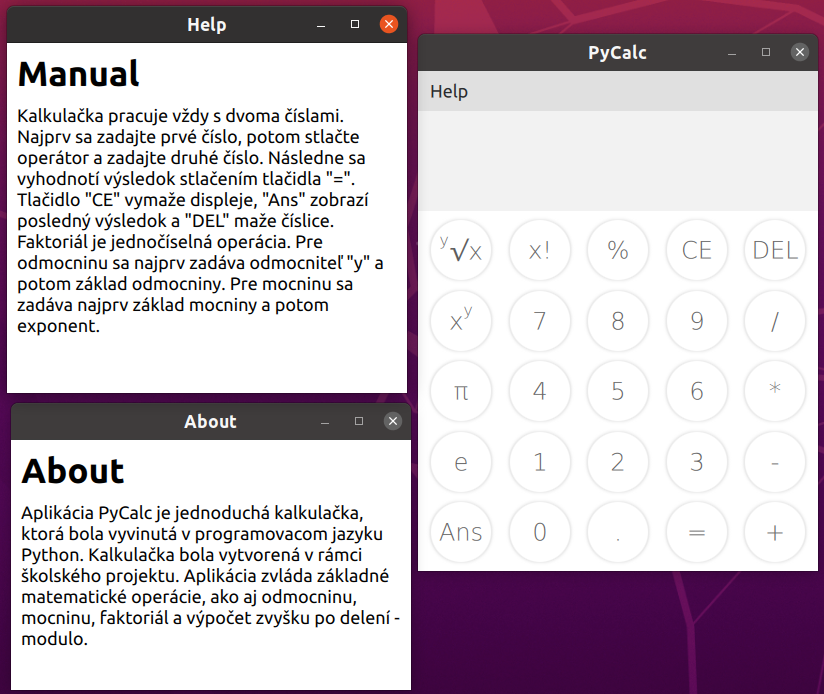 Help
Manual
Kalkulačka pracuje vždy s dvoma číslami.
Najprv sa zadajte prvé číslo, potom stlačte
operátor a zadajte druhé číslo. Následne sa
vyhodnotí výsledok stlačením tlačidla "=".
Tlačidlo "CE" vymaže displeje, "Ans" zobrazí
posledný výsledok a "DEL" maže číslice.
Faktoriál je jednočíselná operácia. Pre
odmocninu sa najprv zadáva odmocniteľ "y" a
potom základ odmocniny. Pre mocninu sa
zadáva najprv základ mocniny a potom
exponent.
About
About
Aplikácia PyCalc je jednoduchá kalkulačka,
ktorá bola vyvinutá v programovacom jazyku
Python. Kalkulačka bola vytvorená v rámci
školského projektu. Aplikácia zvláda základné
matematické operácie, ako aj odmocninu,
mocninu, faktoriál a výpočet zvyšku po delení -
modulo.
PyCalc
Help
ʸ√x x! % CE DEL
xʸ 7 8 9 /
π 4 5 6 *
e 1 2 3 -
Ans 0 . = +